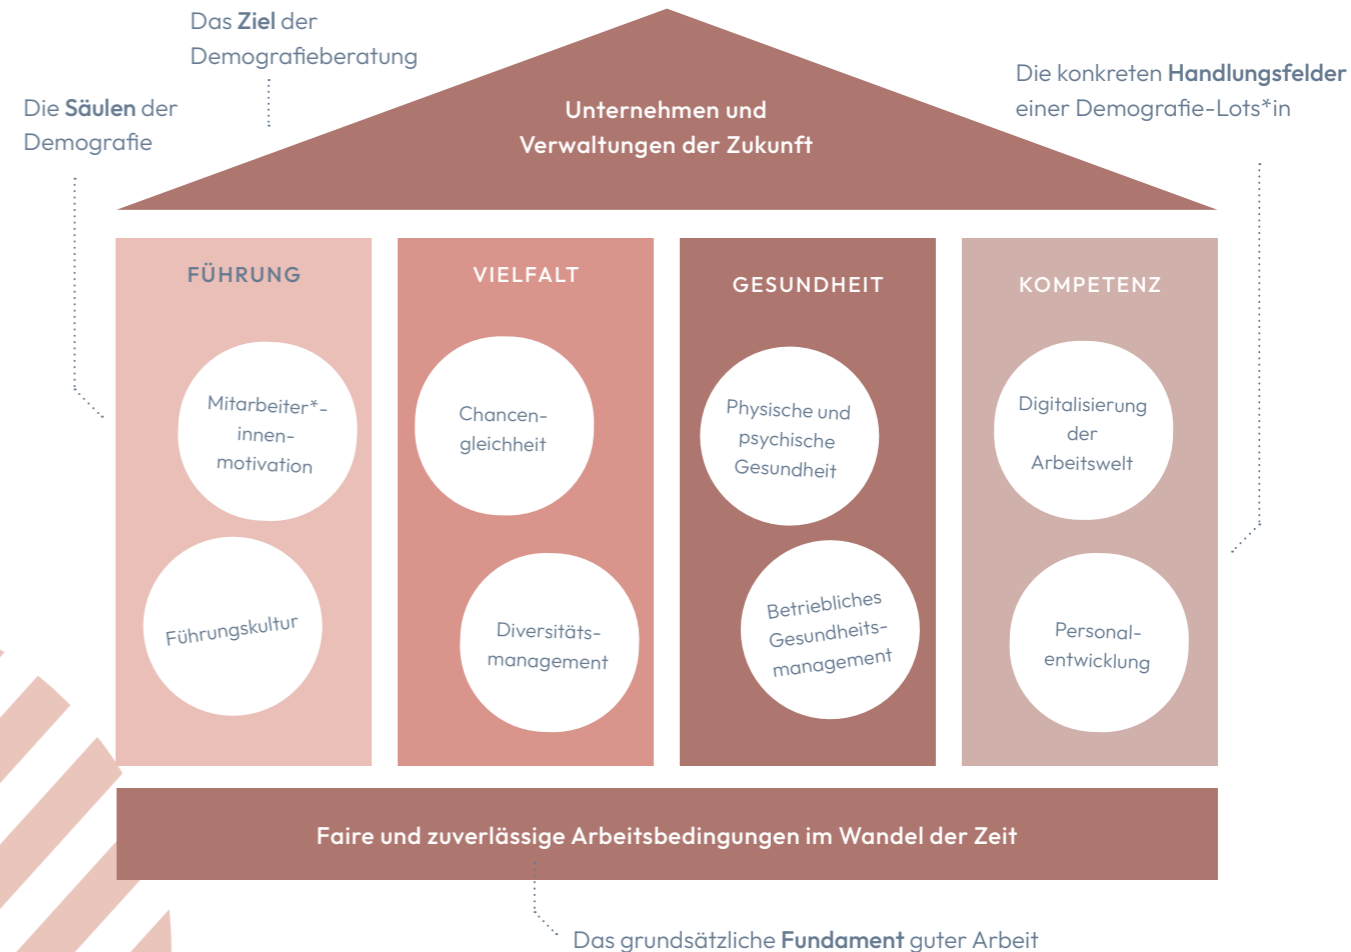 Das Ziel der
Demografieberatung
Die Säulen der
Demografie
Die konkreten Handlungsfelder
einer Demografie-Lots*in
Unternehmen und
Verwaltungen der Zukunft
FÜHRUNG
Mitarbeiter*-
innen-
motivation
Führungskultur
VIELFALT
Chancen-
gleichheit
Diversitäts-
management
GESUNDHEIT
Physische und
psychische
Gesundheit
Betriebliches
Gesundheits-
management
KOMPETENZ
Digitalisierung
der
Arbeitswelt
Personal-
entwicklung
Faire und zuverlässige Arbeitsbedingungen im Wandel der Zeit
Das grundsätzliche Fundament guter Arbeit